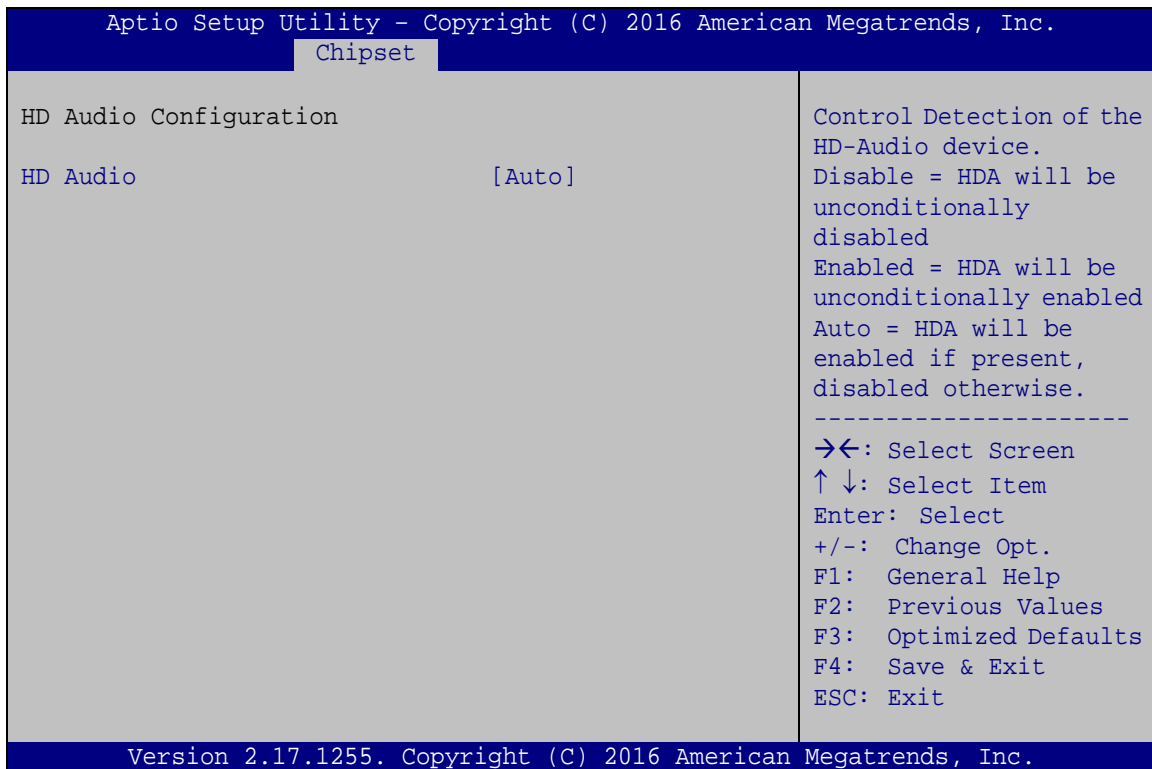 Aptio Setup Utility – Copyright (C) 2016 American Megatrends, Inc.
Chipset
HD Audio Configuration
HD Audio [Auto]
Control Detection of the
HD-Audio device.
Disable = HDA will be
unconditionally
disabled
Enabled = HDA will be
unconditionally enabled
Auto = HDA will be
enabled if present,
disabled otherwise.
----------------------
→←: Select Screen
↑ ↓: Select Item
Enter: Select
+/-: Change Opt.
F1: General Help
F2: Previous Values
F3: Optimized Defaults
F4: Save & Exit
ESC: Exit
Version 2.17.1255. Copyright (C) 2016 American Megatrends, Inc.